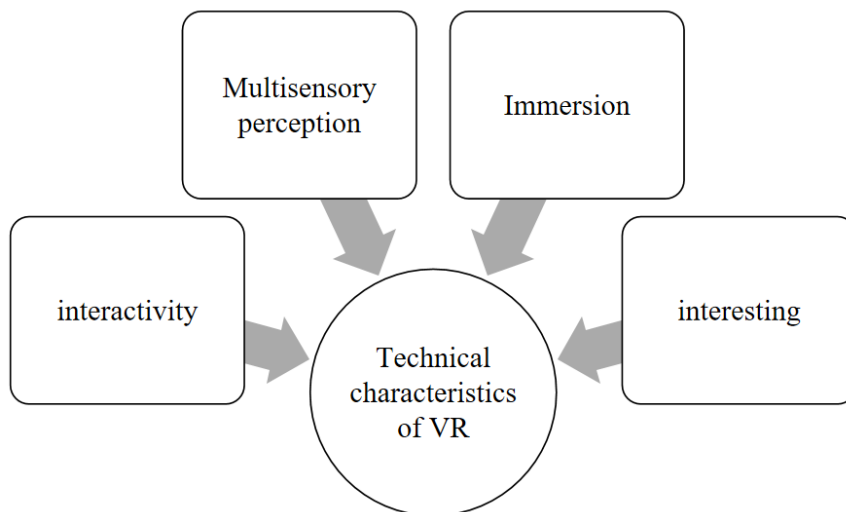 Multisensory
perception
Immersion
interactivity
interesting
Technical
characteristics
of VR